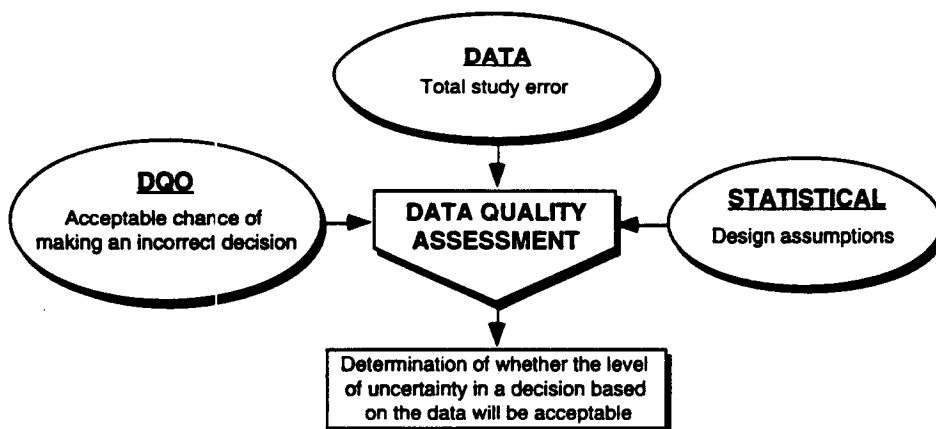 DATA
Total study error
DQO
Acceptable chance of
making an incorrect decision
DATA QUALITY
ASSESSMENT
STATISTICAL
Design assumptions
Determination of whether the level
of uncertainty in a decision based
on the data will be acceptable